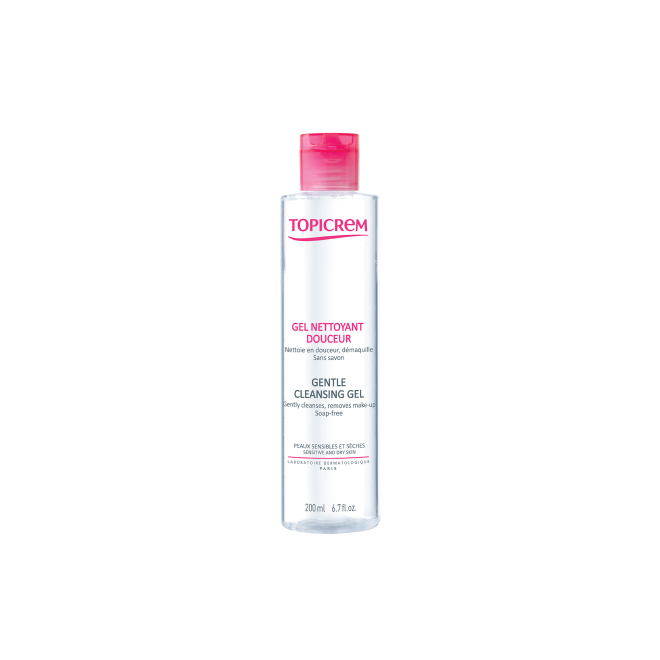 TOPICREM
GEL NETTOYANT
DOUCEUR
Nettoie en douceur, démaquille
Sans savon
GENTLE
CLEANSING GEL
Gently cleanses, removes make-up
Soap-free
PEAUX SENSIBLES ET SÈCHES
SENSITIVE AND DRY SKIN
LABORATOIRE DERMATOLOGIQUE
PARIS
200 ml 6.7 fl.oz.